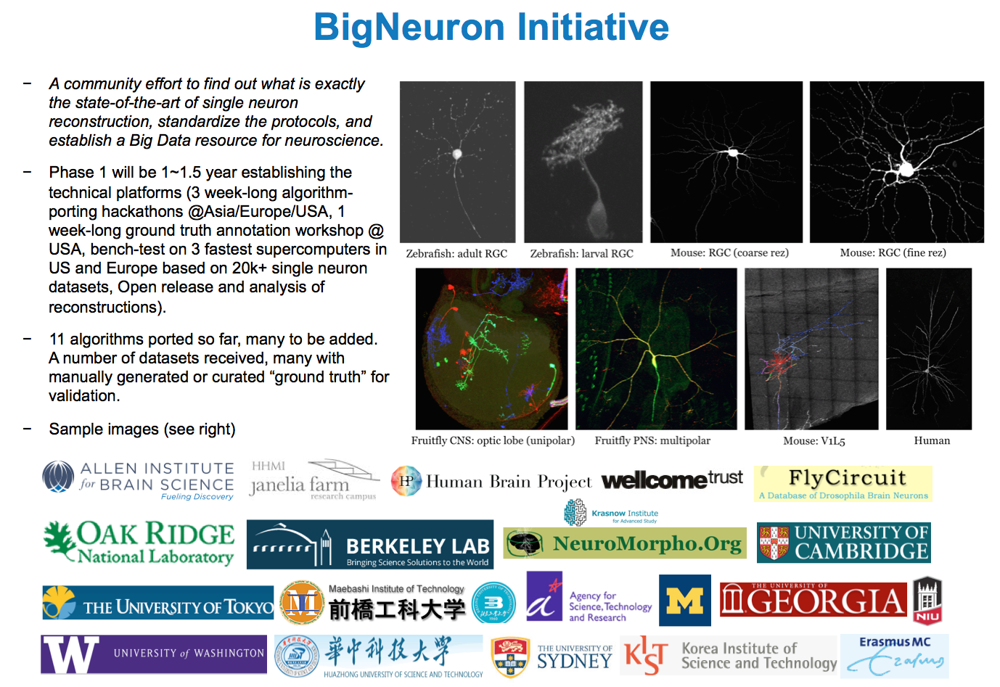 BigNeuron Initiative
− A community effort to find out what is exactly
the state-of-the-art of single neuron
reconstruction, standardize the protocols, and
establish a Big Data resource for neuroscience.
− Phase 1 will be 1~1.5 year establishing the
technical platforms (3 week-long algorithm-
porting hackathons @Asia/Europe/USA, 1
week-long ground truth annotation workshop @
USA, bench-test on 3 fastest supercomputers in
US and Europe based on 20k+ single neuron
datasets, Open release and analysis of
reconstructions).
− 11 algorithms ported so far, many to be added.
A number of datasets received, many with
manually generated or curated “ground truth” for
validation.
− Sample images (see right)
Zebrafish: adult RGC
Zebrafish: larval RGC
Mouse: RGC (coarse rez)
Mouse: RGC (fine rez)
Fruitfly CNS: optic lobe (unipolar)
Fruitfly PNS: multipolar
Mouse: V1L5
Human
ALLEN INSTITUTE
for BRAIN SCIENCE
Fueling Discovery
HHMI
janelia farm
research campus
HP Human Brain Project
wellcometrust
FlyCircuit
A Database of Drosophila Brain Neurons
Krasnow Institute
for Advanced Study
OAK RIDGE
National Laboratory
BERKELEY LAB
Bringing Science Solutions to the World
NeuroMorpho.Org
UNIVERSITY OF
CAMBRIDGE
THE UNIVERSITY OF TOKYO
Maebashi Institute of Technology
前橋工科大学
Agency for
Science, Technology
and Research
M
THE UNIVERSITY OF
GEORGIA
NIU
W UNIVERSITY of WASHINGTON
华中科技大学
HUAZHONG UNIVERSITY OF SCIENCE AND TECHNOLOGY
THE UNIVERSITY OF
SYDNEY
KIST
Korea Institute of
Science and Technology
Erasmus MC
Erasmus